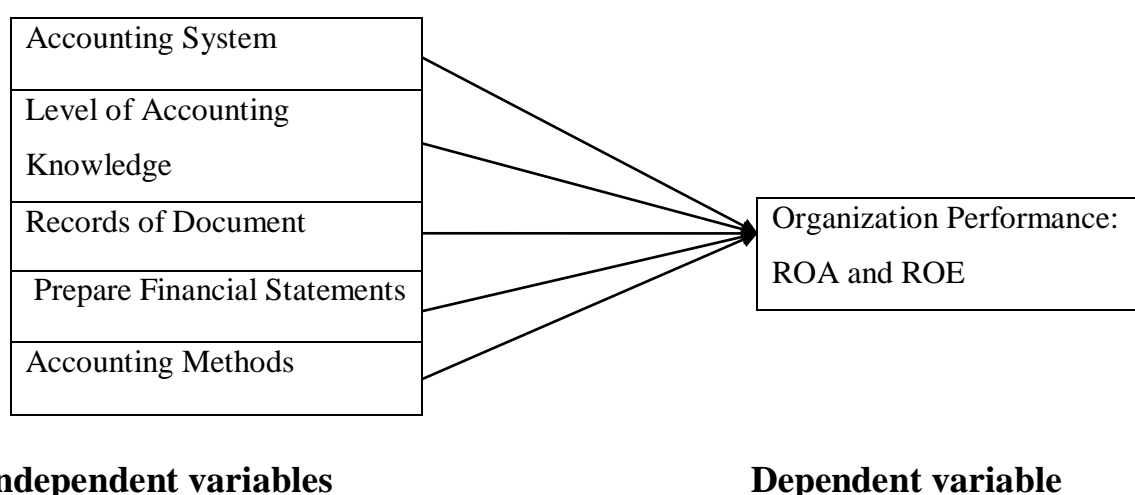 Accounting System
Level of Accounting
Knowledge
Records of Document
Prepare Financial Statements
Accounting Methods
Organization Performance:
ROA and ROE
ndependent variables
Dependent variable